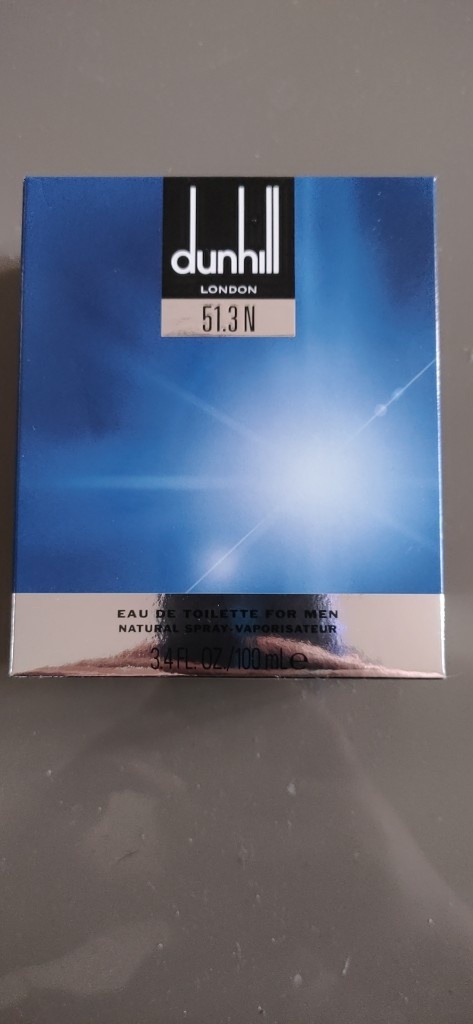 dunhill
LONDON
51.3 N
EAU DE TOILETTE FOR MEN
NATURAL SPRAY-VAPORISATEUR
3.4 FL. OZ/100 mL e